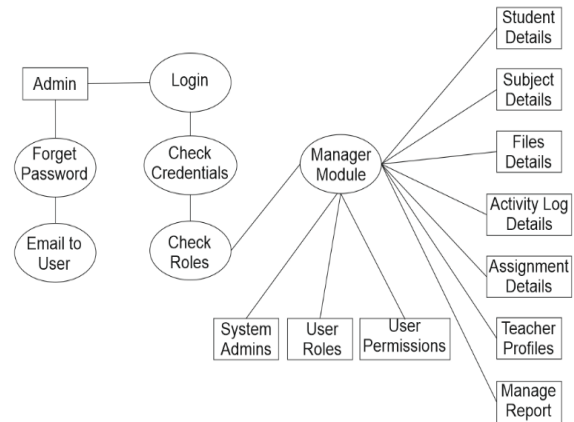 Student
Details
Admin
Login
Subject
Details
Forget
Password
Check
Credentials
Manager
Module
Files
Details
Activity Log
Details
Email to
User
Check
Roles
Assignment
Details
System
Admins
User
Roles
User
Permissions
Teacher
Profiles
Manage
Report